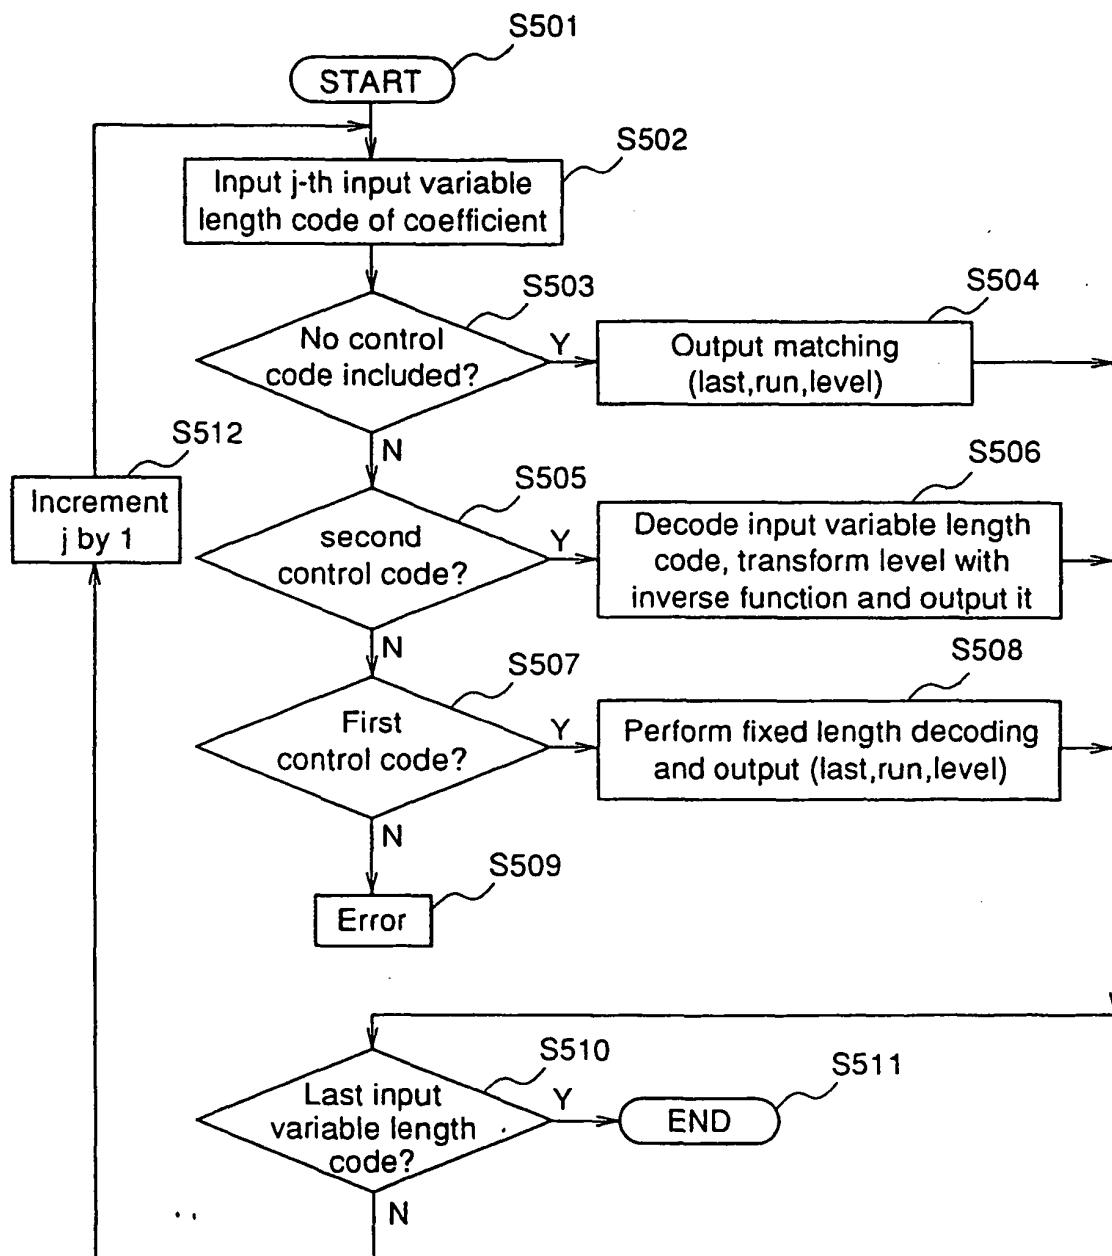 S501
START
S502
Input j-th input variable
length code of coefficient
S503
No control
code included?
Y
N
S504
Output matching
(last,run,level)
S512
Increment
j by 1
S505
second
control code?
Y
N
S506
Decode input variable length
code, transform level with
inverse function and output it
S507
First
control code?
Y
N
S508
Perform fixed length decoding
and output (last,run,level)
S509
Error
S510
Last input
variable length
code?
Y
N
S511
END